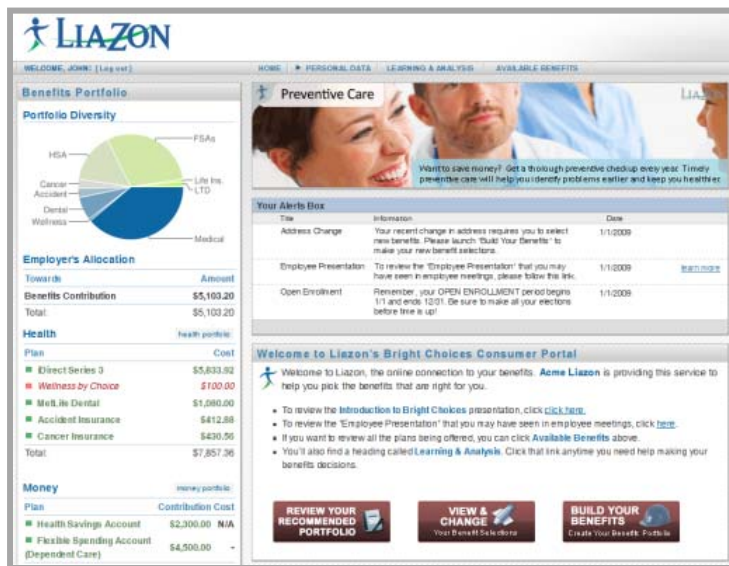 LIAZON
WELCOME, JOHN! [Log out]
HOME
PERSONAL DATA
LEARNING & ANALYSIS
AVAILABLE BENEFITS
Benefits Portfolio
Portfolio Diversity
FSAs
HSA
Life Ins.
LTD
Cancer
Accident
Dental
Wellness
Medical
Employer's Allocation
Towards Amount
Benefits Contribution $5,103.20
Total: $5,103.20
Health health portfolio
Plan Cost
iDirect Series 3 $5,833.92
Wellness by Choice $100.00
MetLife Dental $1,080.00
Accident Insurance $412.88
Cancer Insurance $430.56
Total: $7,857.36
Money money portfolio
Plan Contribution Cost
Health Savings Account $2,300.00 N/A
Flexible Spending Account
(Dependent Care) $4,500.00 -
Preventive Care
LIAZON
Want to save money? Get a thorough preventive checkup every year. Timely
preventive care will help you identify problems earlier and keep you healthier.
Your Alerts Box
Title Information Date
Address Change Your recent change in address requires you to select 1/1/2009
new benefits. Please launch "Build Your Benefits" to
make your new benefit selections.
Employee Presentation To review the "Employee Presentation" that you may 1/1/2009 learn more
have seen in employee meetings, please follow this link.
Open Enrollment Remember, your OPEN ENROLLMENT period begins 1/1/2009
1/1 and ends 12/31. Be sure to make all your elections
before time is up!
Welcome to Liazon's Bright Choices Consumer Portal
Welcome to Liazon, the online connection to your benefits. Acme Liazon is providing this service to
help you pick the benefits that are right for you.
To review the Introduction to Bright Choices presentation, click click here.
To review the "Employee Presentation" that you may have seen in employee meetings, click here.
If you want to review all the plans being offered, you can click Available Benefits above.
You'll also find a heading called Learning & Analysis. Click that link anytime you need help making your
benefits decisions.
REVIEW YOUR
RECOMMENDED
PORTFOLIO
VIEW &
CHANGE
Your Benefit Selections
BUILD YOUR
BENEFITS
Create Your Benefit Portfolio